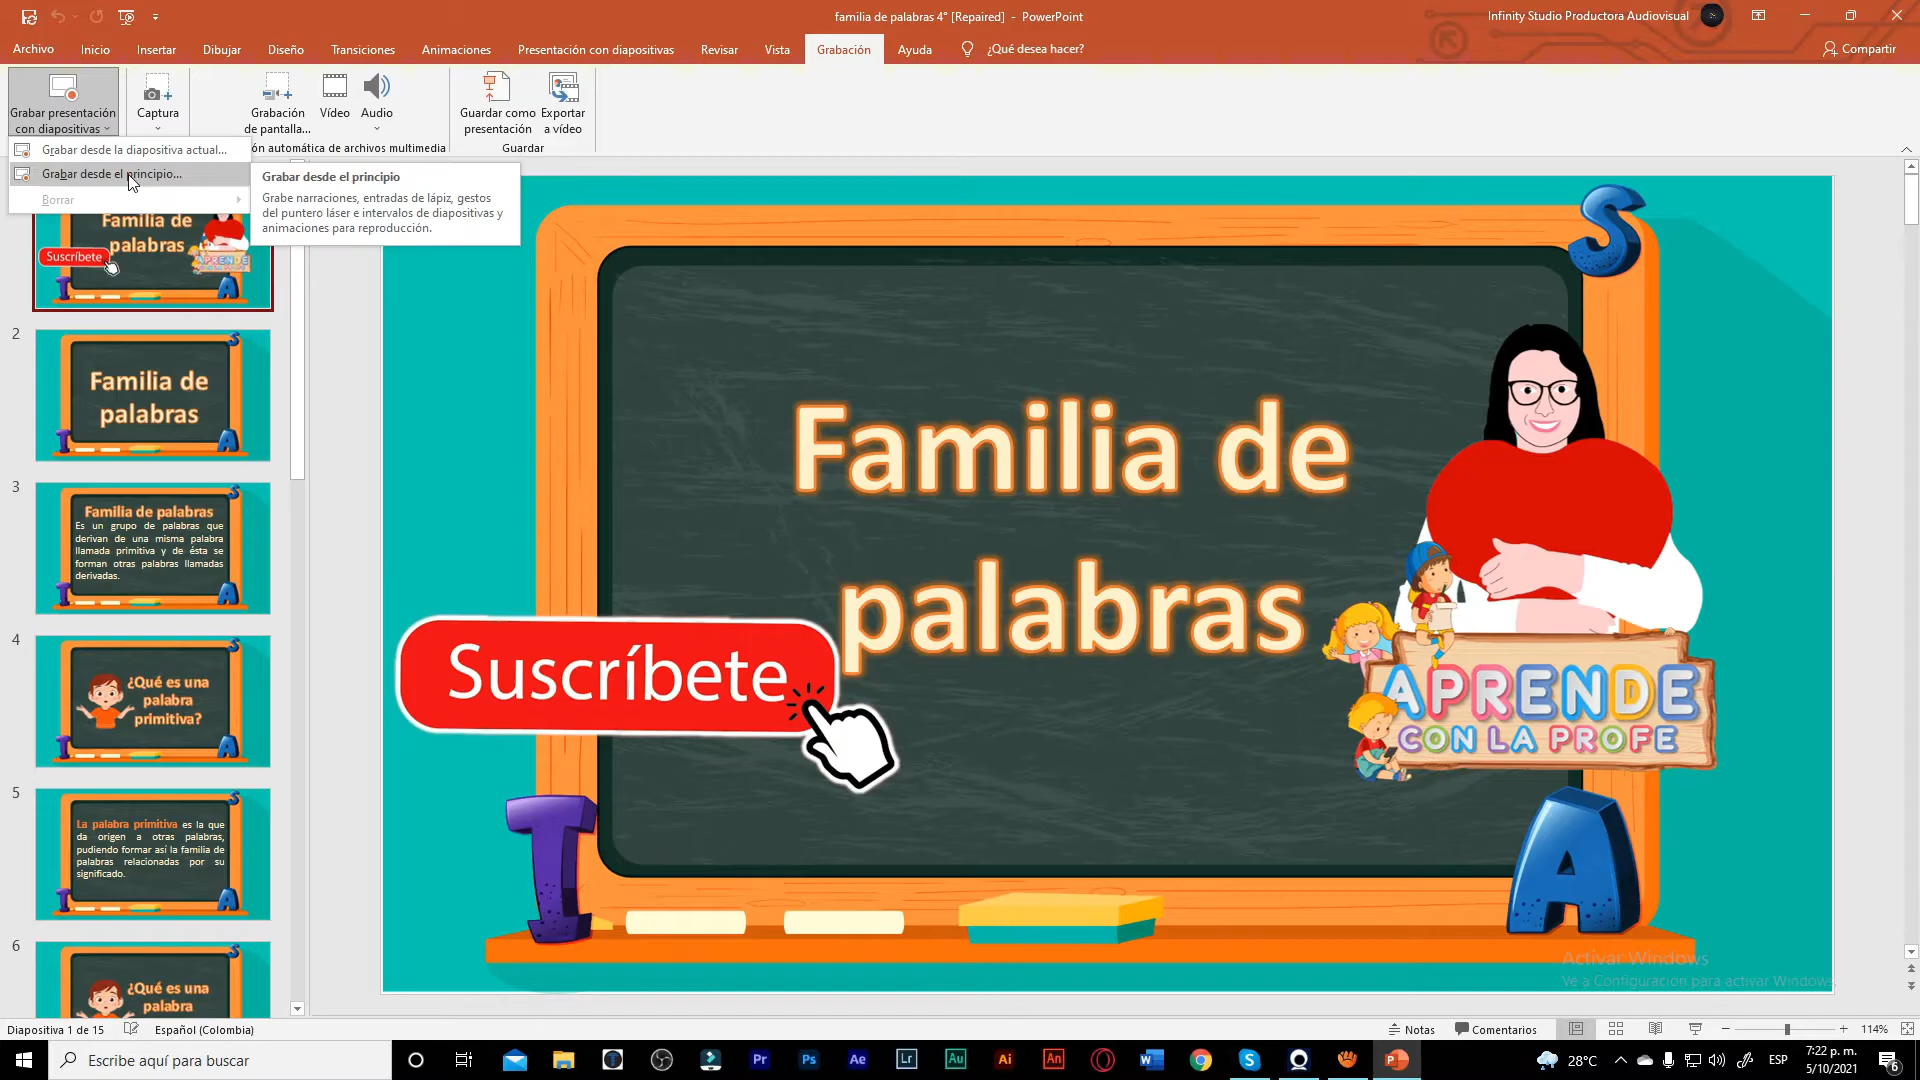 familia de palabras 4° [Repaired] - PowerPoint
Infinity Studio Productora Audiovisual
Archivo
Inicio
Insertar
Dibujar
Diseño
Transiciones
Animaciones
Presentación con diapositivas
Revisar
Vista
Grabación
Ayuda
¿Qué desea hacer?
Compartir
Grabar presentación
con diapositivas
Captura
Grabación
de pantalla...
Vídeo
Audio
Guardar como
presentación
Exportar
a vídeo
ón automática de archivos multimedia
Guardar
Grabar desde la diapositiva actual...
Grabar desde el principio...
Borrar
Grabar desde el principio
Grabe narraciones, entradas de lápiz, gestos
del puntero láser e intervalos de diapositivas y
animaciones para reproducción.
Familia de
palabras
Suscríbete
APRENDE
I
A
2
Familia de
palabras
S
I
A
3
Familia de palabras
Es un grupo de palabras que
derivan de una misma palabra
llamada primitiva y de ésta se
forman otras palabras llamadas
derivadas.
S
I
A
4
¿Qué es una
palabra
primitiva?
S
I
A
5
La palabra primitiva es la que
da origen a otras palabras,
pudiendo formar así la familia de
palabras relacionadas por su
significado.
S
I
A
6
¿Qué es una
palabra
S
S
Familia de
palabras
Suscríbete
APRENDE
CON LA PROFE
I
A
Activar Windows
Ve a Configuración para activar Windows.
Diapositiva 1 de 15
Español (Colombia)
Notas
Comentarios
114%
Escribe aquí para buscar
Pr
Ps
Ae
Lr
Au
Ai
An
28°C
ESP
7:22 p. m.
5/10/2021
6